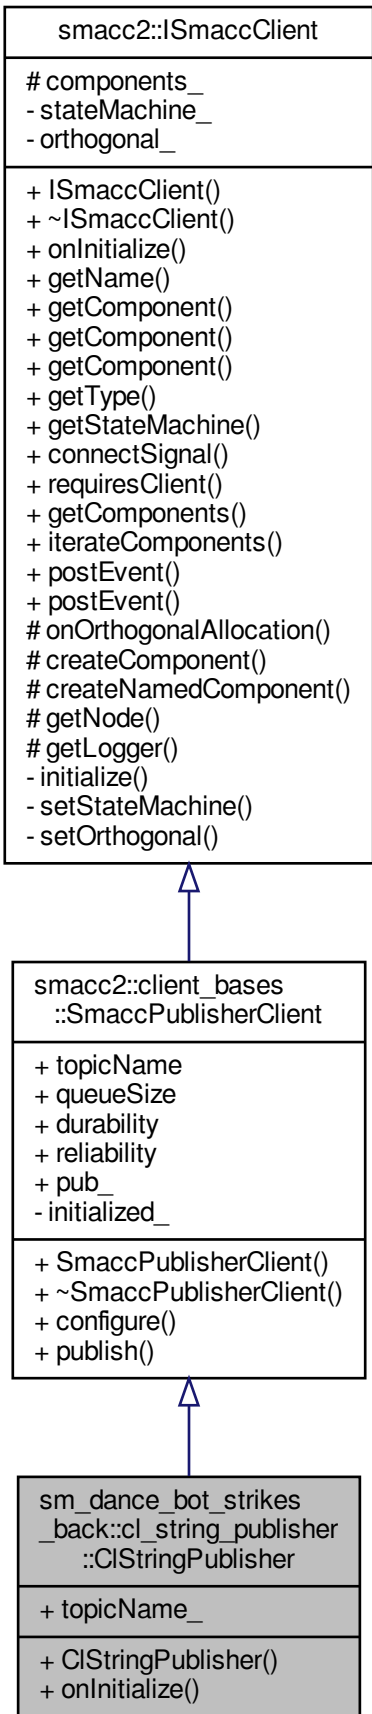 smacc2::ISmaccClient
# components_
- stateMachine_
- orthogonal_
+ ISmaccClient()
+ ~ISmaccClient()
+ onInitialize()
+ getName()
+ getComponent()
+ getComponent()
+ getComponent()
+ getType()
+ getStateMachine()
+ connectSignal()
+ requiresClient()
+ getComponents()
+ iterateComponents()
+ postEvent()
+ postEvent()
# onOrthogonalAllocation()
# createComponent()
# createNamedComponent()
# getNode()
# getLogger()
- initialize()
- setStateMachine()
- setOrthogonal()
smacc2::client_bases
::SmaccPublisherClient
+ topicName
+ queueSize
+ durability
+ reliability
+ pub_
- initialized_
+ SmaccPublisherClient()
+ ~SmaccPublisherClient()
+ configure()
+ publish()
sm_dance_bot_strikes
_back::cl_string_publisher
::ClStringPublisher
+ topicName_
+ ClStringPublisher()
+ onInitialize()